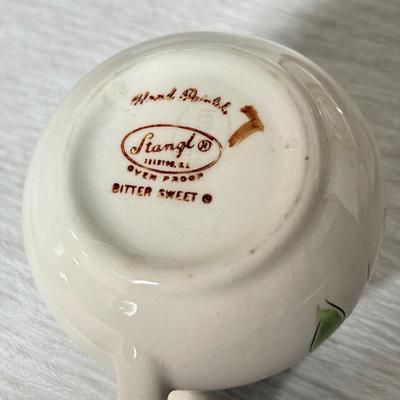 Hand Painted
Stangl ®
TRENTON, N.J.
OVEN PROOF
BITTER SWEET ©